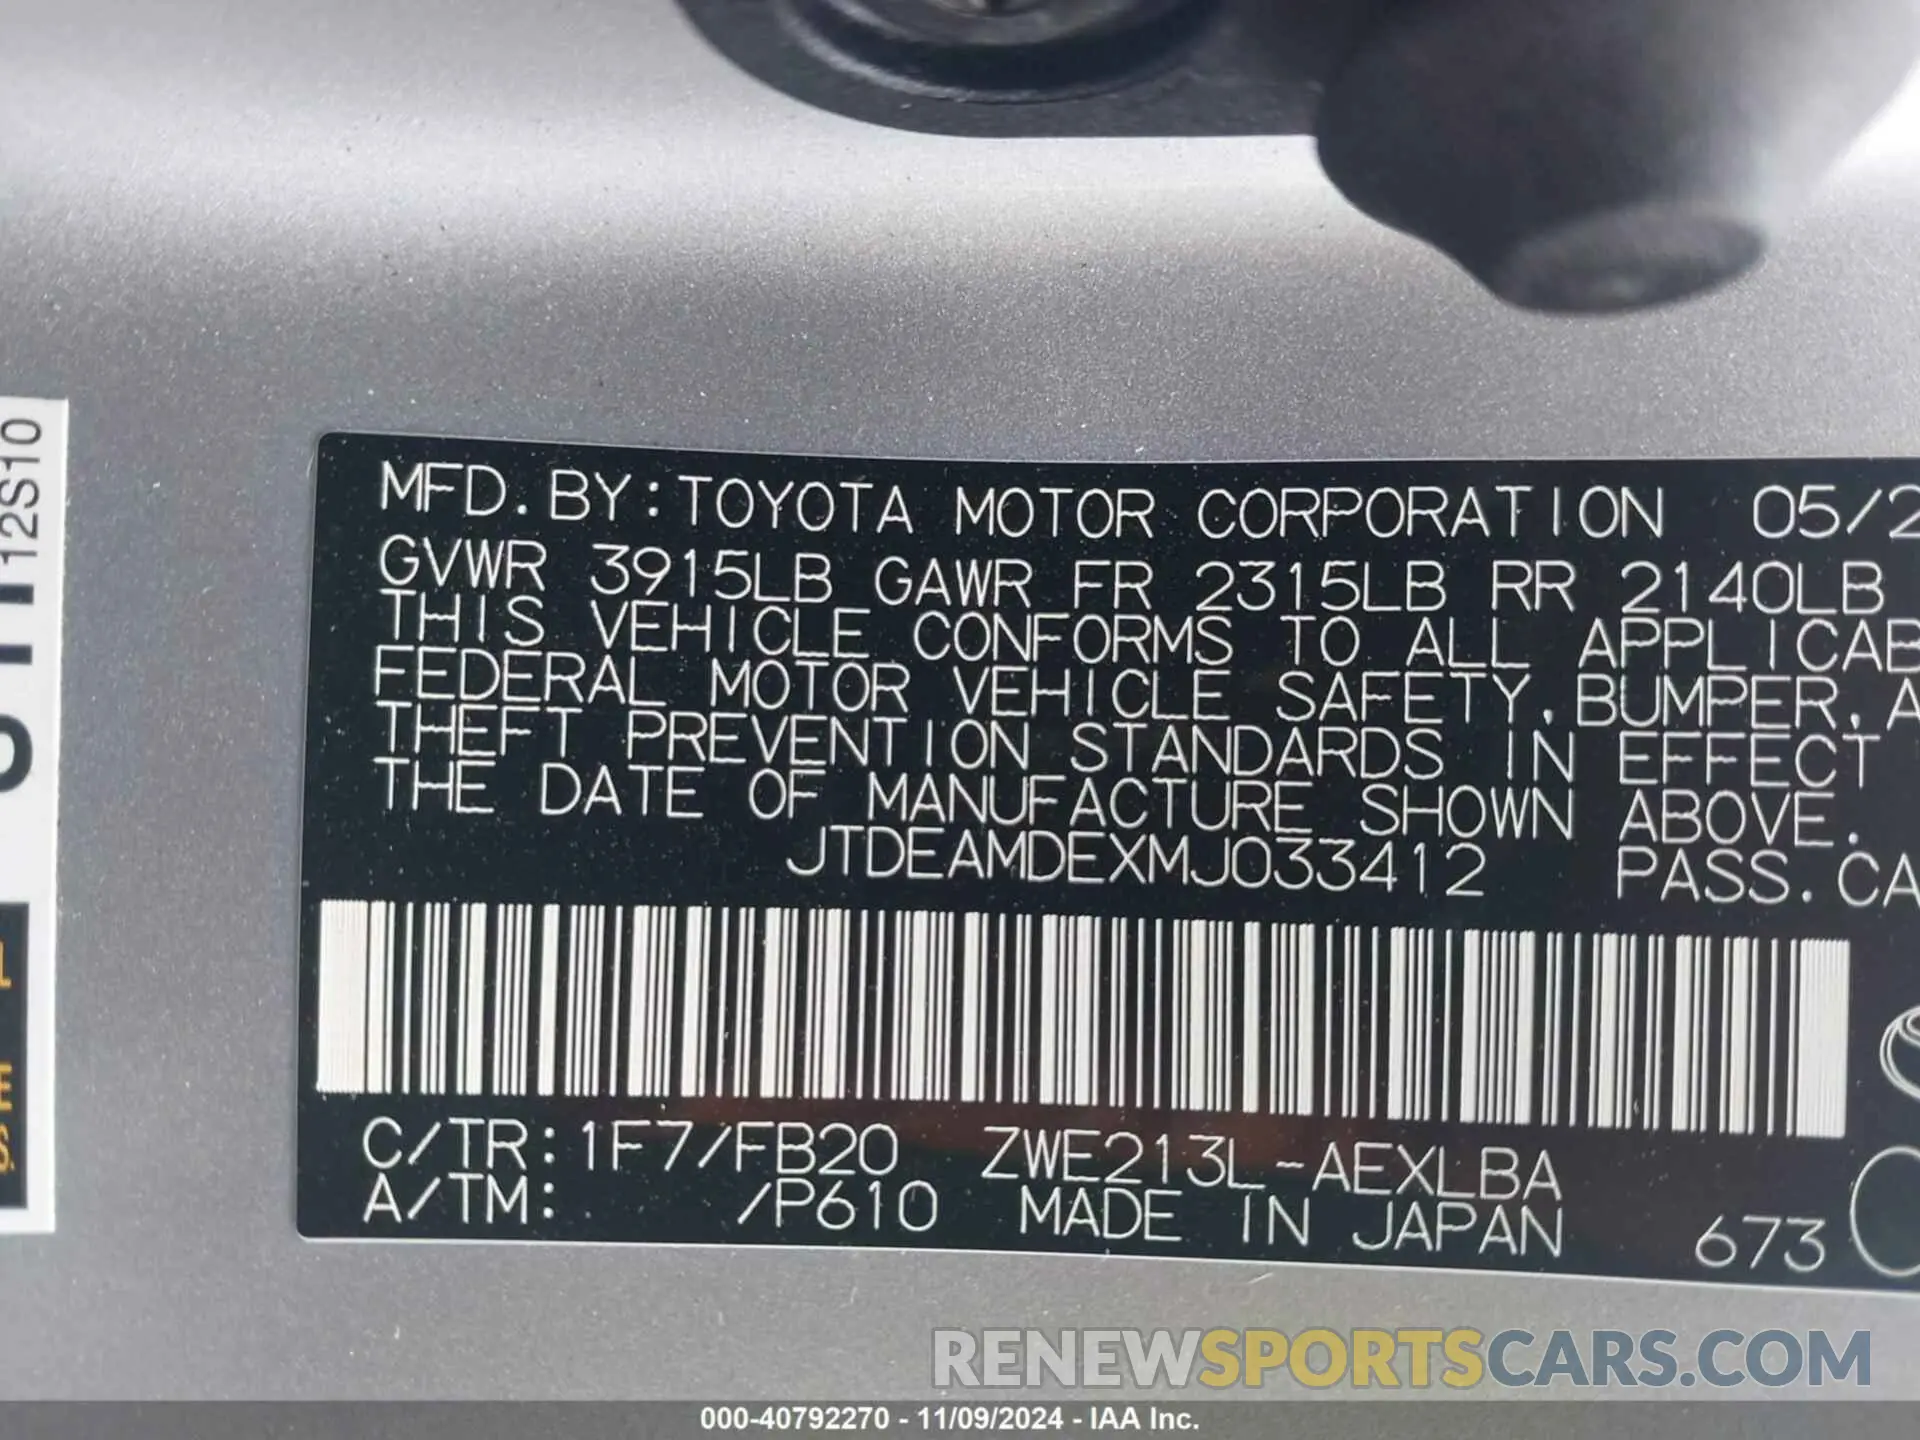 MFD. BY: TOYOTA MOTOR CORPORATION 05/2
GVWR 3915LB GAWR FR 2315LB RR 2140LB
THIS VEHICLE CONFORMS TO ALL APPLICAB
FEDERAL MOTOR VEHICLE SAFETY, BUMPER, A
THEFT PREVENTION STANDARDS IN EFFECT
THE DATE OF MANUFACTURE SHOWN ABOVE.
JTDEAMDEXMJ033412 PASS. CA
C/TR: 1F7/FB20 ZWE213L-AEXLBA
A/TM: /P610 MADE IN JAPAN 673
12S10
RENEWSPORTSCARS.COM
000-40792270 - 11/09/2024 - IAA Inc.